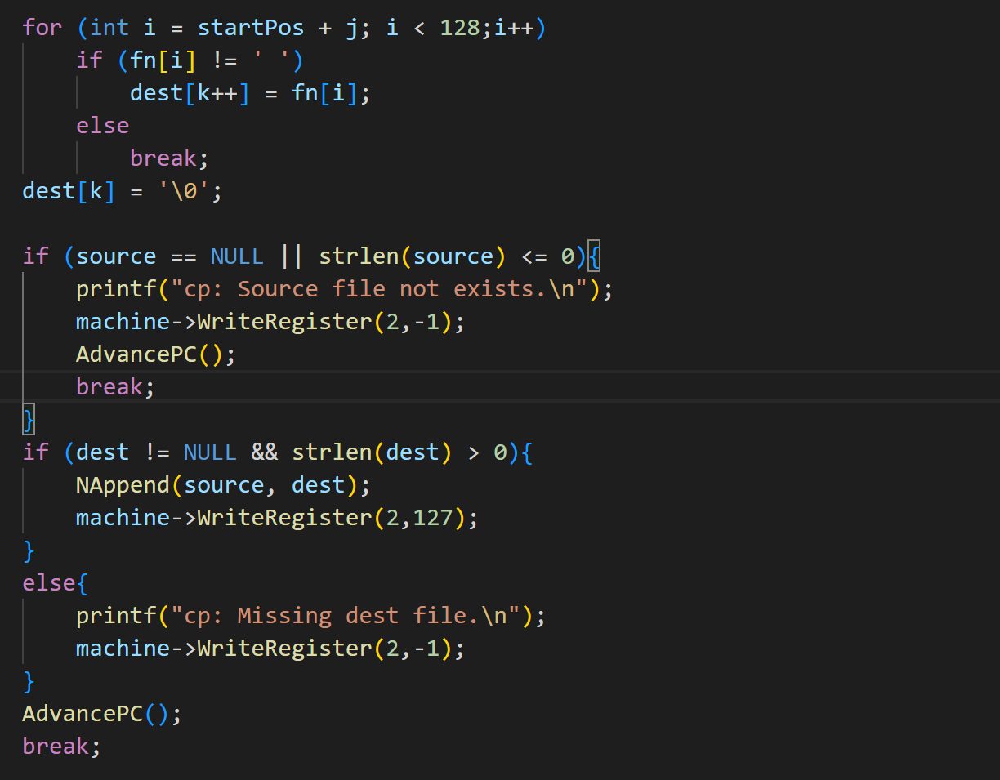 for (int i = startPos + j; i < 128;i++)
    if (fn[i] != ' ')
        dest[k++] = fn[i];
    else
        break;
dest[k] = '\0';

if (source == NULL || strlen(source) <= 0){
    printf("cp: Source file not exists.\n");
    machine->WriteRegister(2,-1);
    AdvancePC();
    break;
}
if (dest != NULL && strlen(dest) > 0){
    NAppend(source, dest);
    machine->WriteRegister(2,127);
}
else{
    printf("cp: Missing dest file.\n");
    machine->WriteRegister(2,-1);
}
AdvancePC();
break;